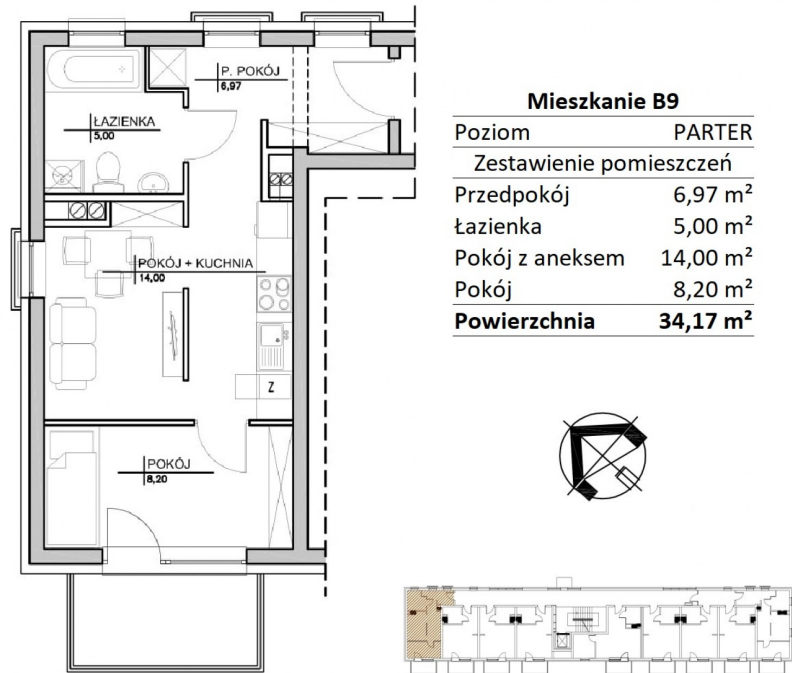 P. POKÓJ
6,97
ŁAZIENKA
5,00
POKÓJ + KUCHNIA
14,00
Z
POKÓJ
8,20
Mieszkanie B9
Poziom PARTER
Zestawienie pomieszczeń
Przedpokój 6,97 m²
Łazienka 5,00 m²
Pokój z aneksem 14,00 m²
Pokój 8,20 m²
Powierzchnia 34,17 m²